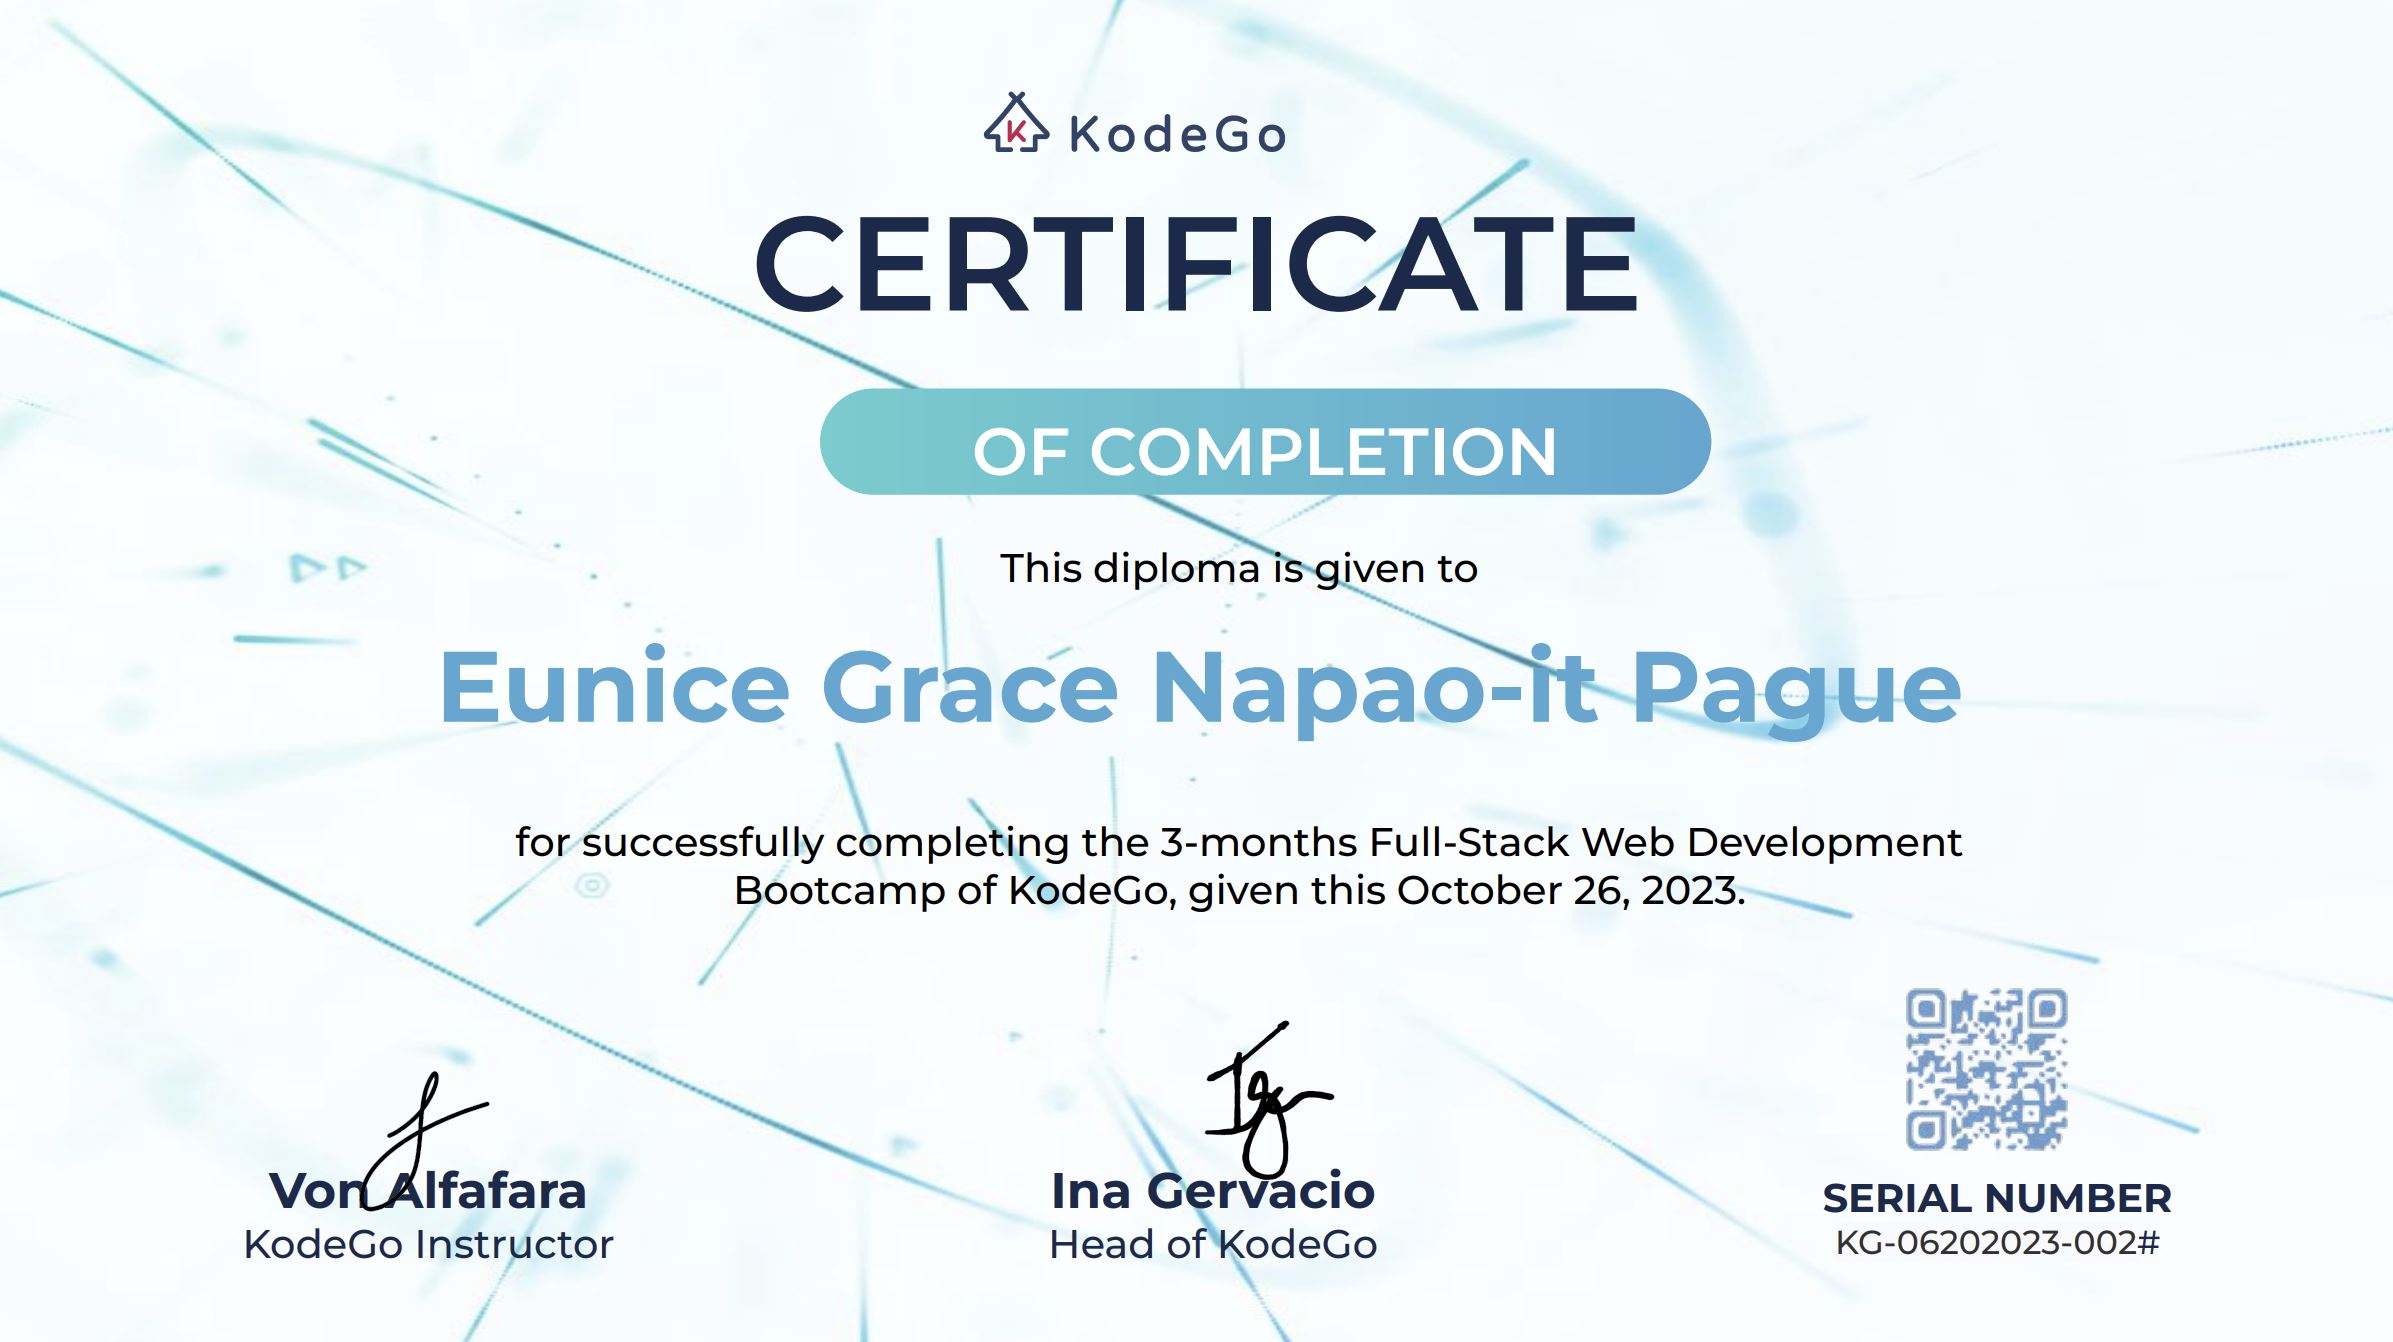 KodeGo
CERTIFICATE
OF COMPLETION
This diploma is given to
Eunice Grace Napao-it Pague
for successfully completing the 3-months Full-Stack Web Development
Bootcamp of KodeGo, given this October 26, 2023.
Von Alfafara
KodeGo Instructor
Ina Gervacio
Head of KodeGo
SERIAL NUMBER
KG-06202023-002#